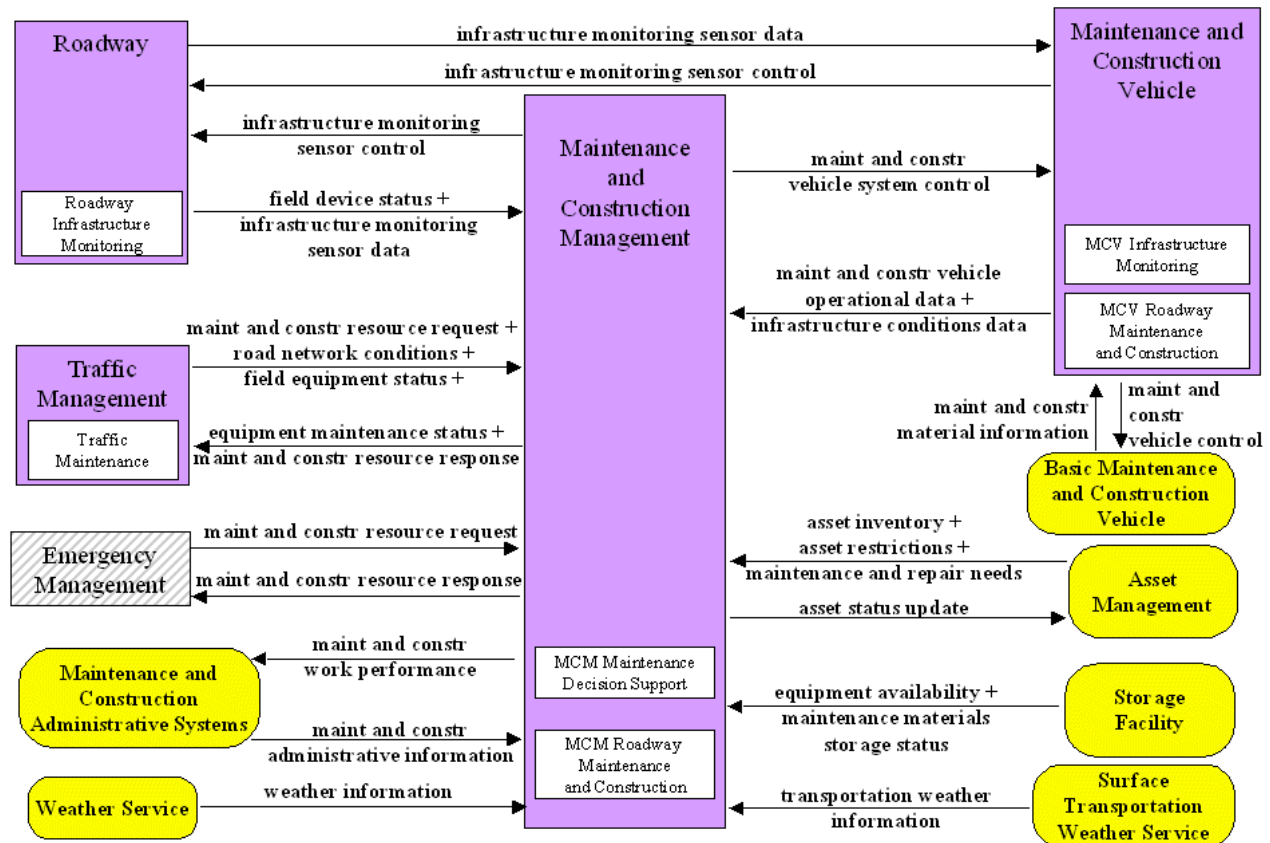 Roadway
infrastructure monitoring sensor data
Maintenance and
Construction
Vehicle
infrastructure monitoring sensor control
infrastructure monitoring
sensor control
Maintenance
and
Construction
Management
maint and constr
vehicle system control
Roadway
Infrastructure
Monitoring
field device status +
infrastructure monitoring
sensor data
MCV Infrastructure
Monitoring
maint and constr vehicle
operational data +
infrastructure conditions data
MCV Roadway
Maintenance
and Construction
maint and constr resource request +
road network conditions +
field equipment status +
Traffic
Management
Traffic
Maintenance
equipment maintenance status +
maint and constr resource response
maint and constr
material information
maint and
constr
vehicle control
Basic Maintenance
and Construction
Vehicle
Emergency
Management
maint and constr resource request
maint and constr resource response
asset inventory +
asset restrictions +
maintenance and repair needs
asset status update
Asset
Management
Maintenance and
Construction
Administrative Systems
maint and constr
work performance
maint and constr
administrative information
MCM Maintenance
Decision Support
MCM Roadway
Maintenance
and Construction
equipment availability +
maintenance materials
storage status
Storage
Facility
Weather Service
weather information
transportation weather
information
Surface
Transportation
Weather Service